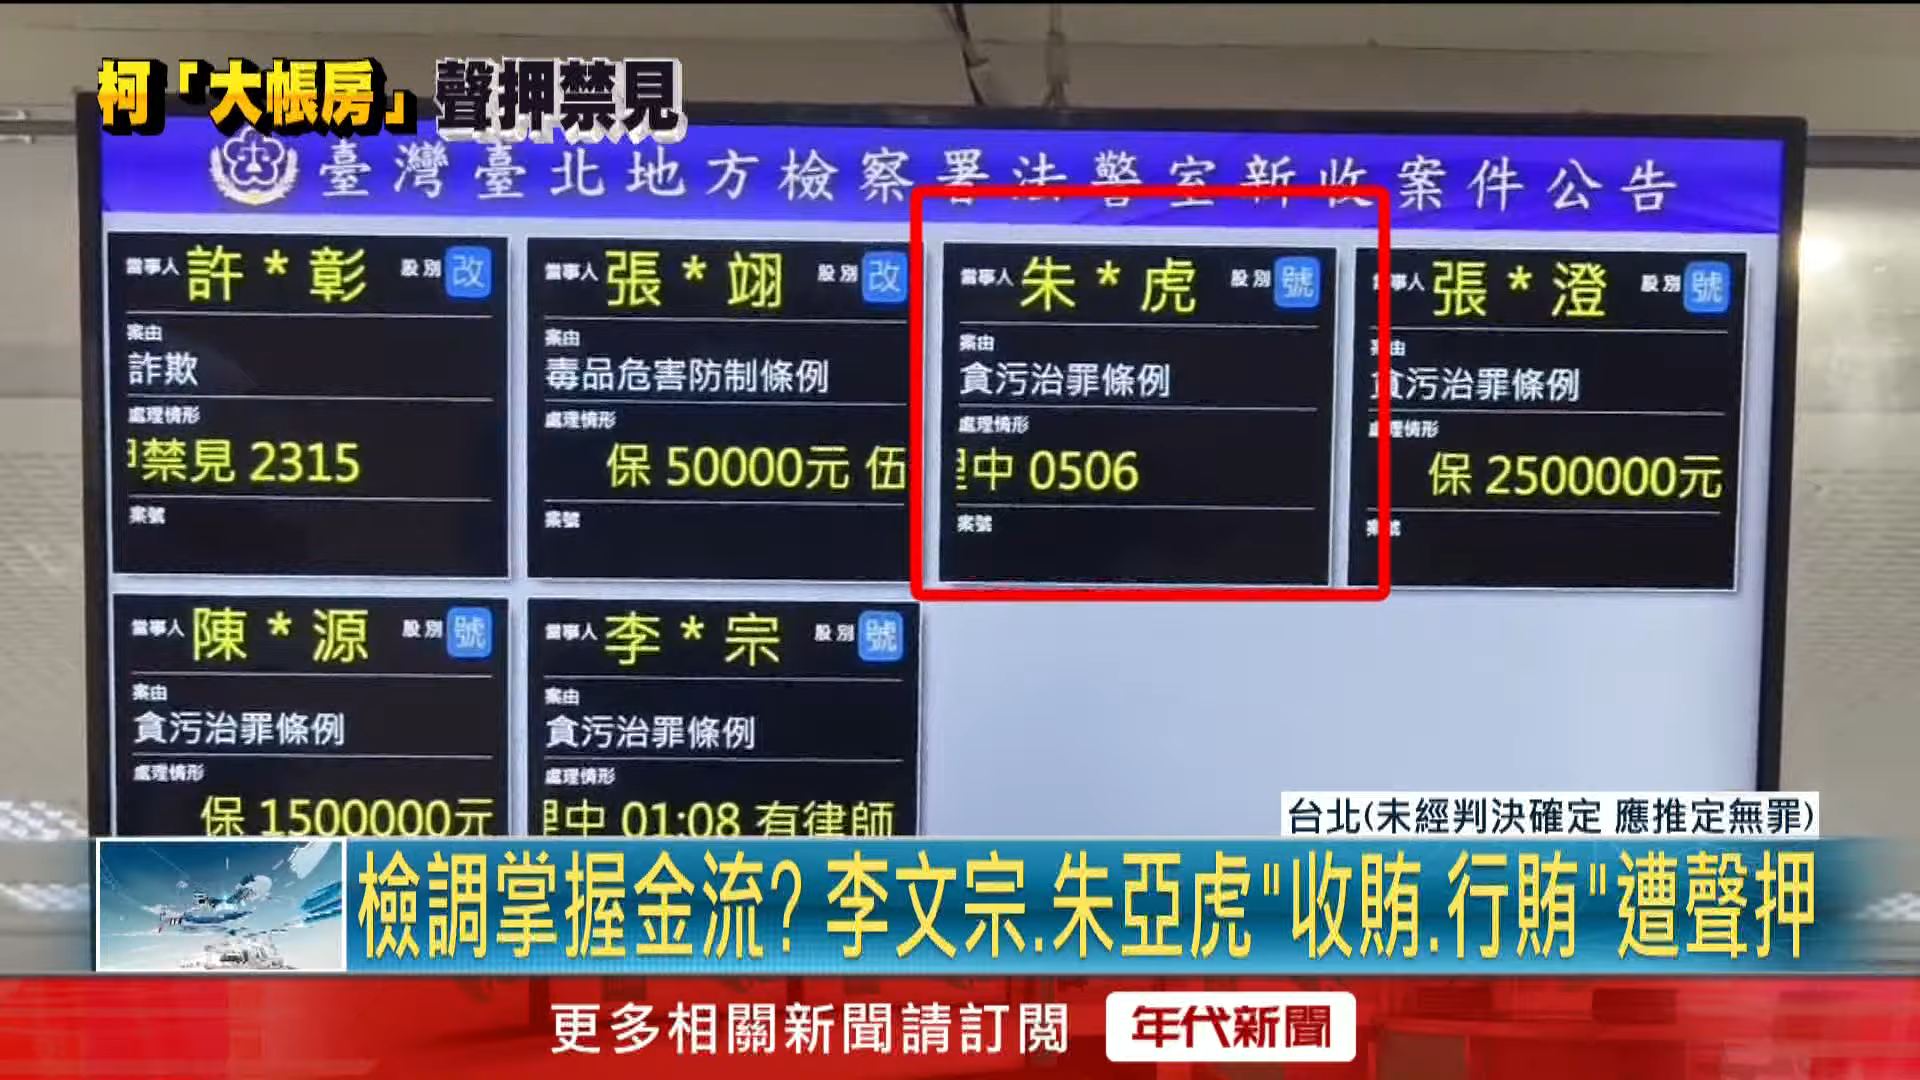 柯「大帳房」聲押禁見
臺灣臺北地方檢察署法警室新收案件公告
當事人 許*彰 股別 改
案由
詐欺
處理情形
禁見 2315
案號
當事人 張*翊 股別 改
案由
毒品危害防制條例
處理情形
保 50000元 伍
案號
當事人 朱*虎 股別 號
案由
貪污治罪條例
處理情形
中 0506
案號
當事人 張*澄 股別 號
案由
貪污治罪條例
處理情形
保 2500000元
案號
當事人 陳*源 股別 號
案由
貪污治罪條例
處理情形
保 1500000元
當事人 李*宗 股別 號
案由
貪污治罪條例
處理情形
中 01:08 有律師
台北(未經判決確定 應推定無罪)
檢調掌握金流? 李文宗.朱亞虎"收賄.行賄"遭聲押
更多相關新聞請訂閱 年代新聞